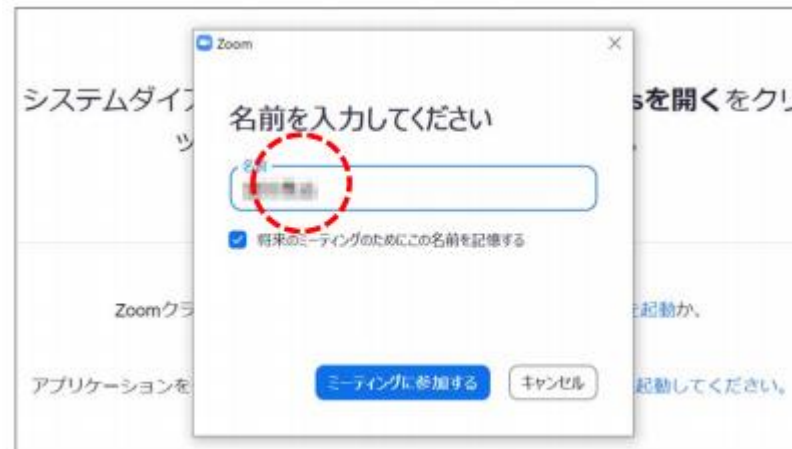 Zoom
システムダイア
sを開くをクリ
ッ
名前を入力してください
名前
将来のミーティングのためにこの名前を記憶する
Zoomクラ
を起動か、
ミーティングに参加する
キャンセル
アプリケーションを
起動してください。